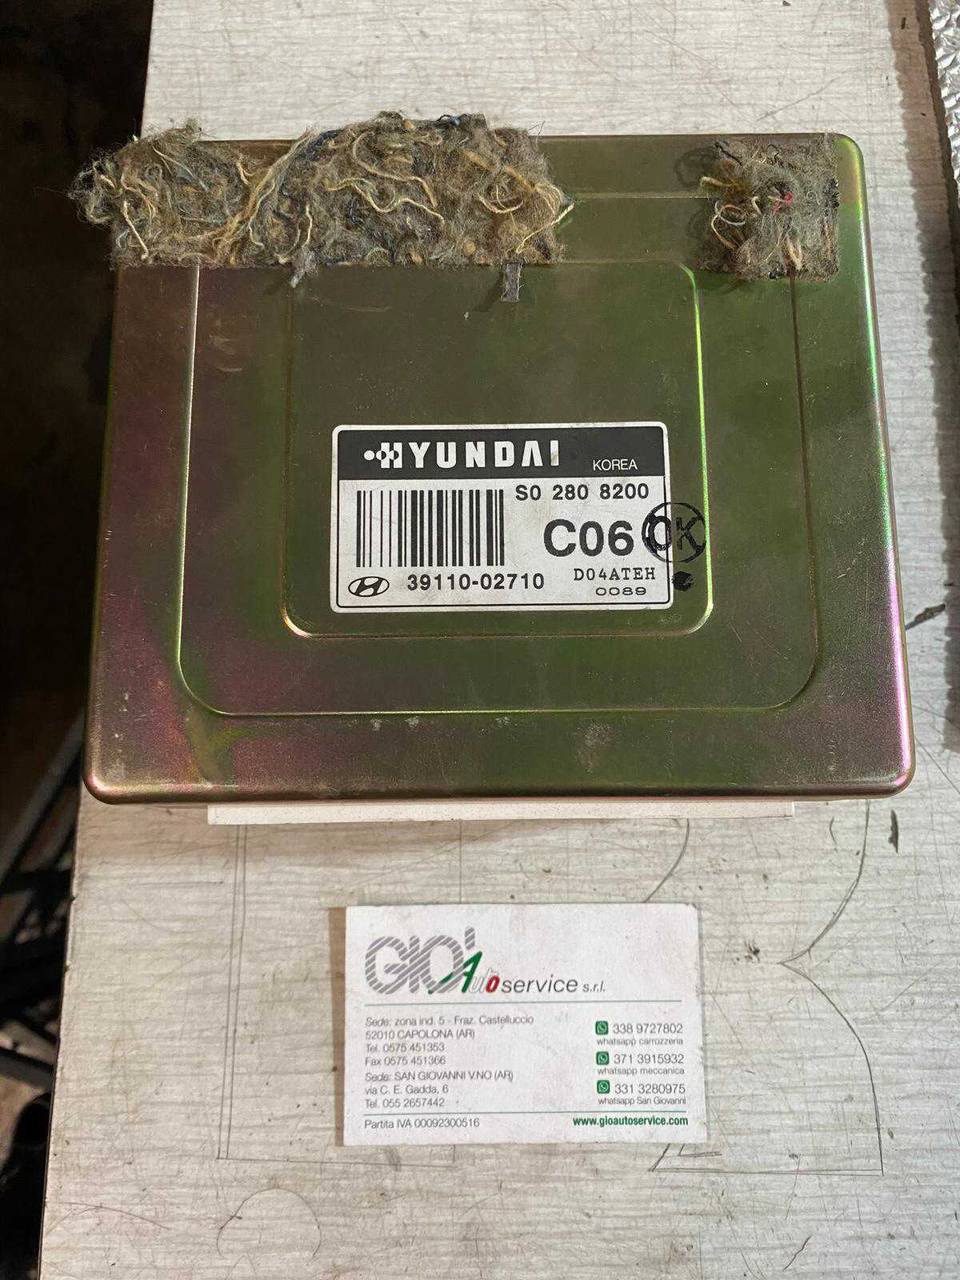 HYUNDAI KOREA
S0 280 8200
C06 OK
39110-02710 D04ATEH
0089
GIO' Autoservice s.r.l.
Sede: zona ind. 5 - Fraz. Castelluccio
52010 CAPOLONA (AR)
Tel. 0575 451353
Fax 0575 451366
Sede: SAN GIOVANNI V.NO (AR)
via C. E. Gadda, 6
Tel. 055 2657442
338 9727802
whatsapp carrozzeria
371 3915932
whatsapp meccanica
331 3280975
whatsapp San Giovanni
Partita IVA 00092300516
www.gioautoservice.com